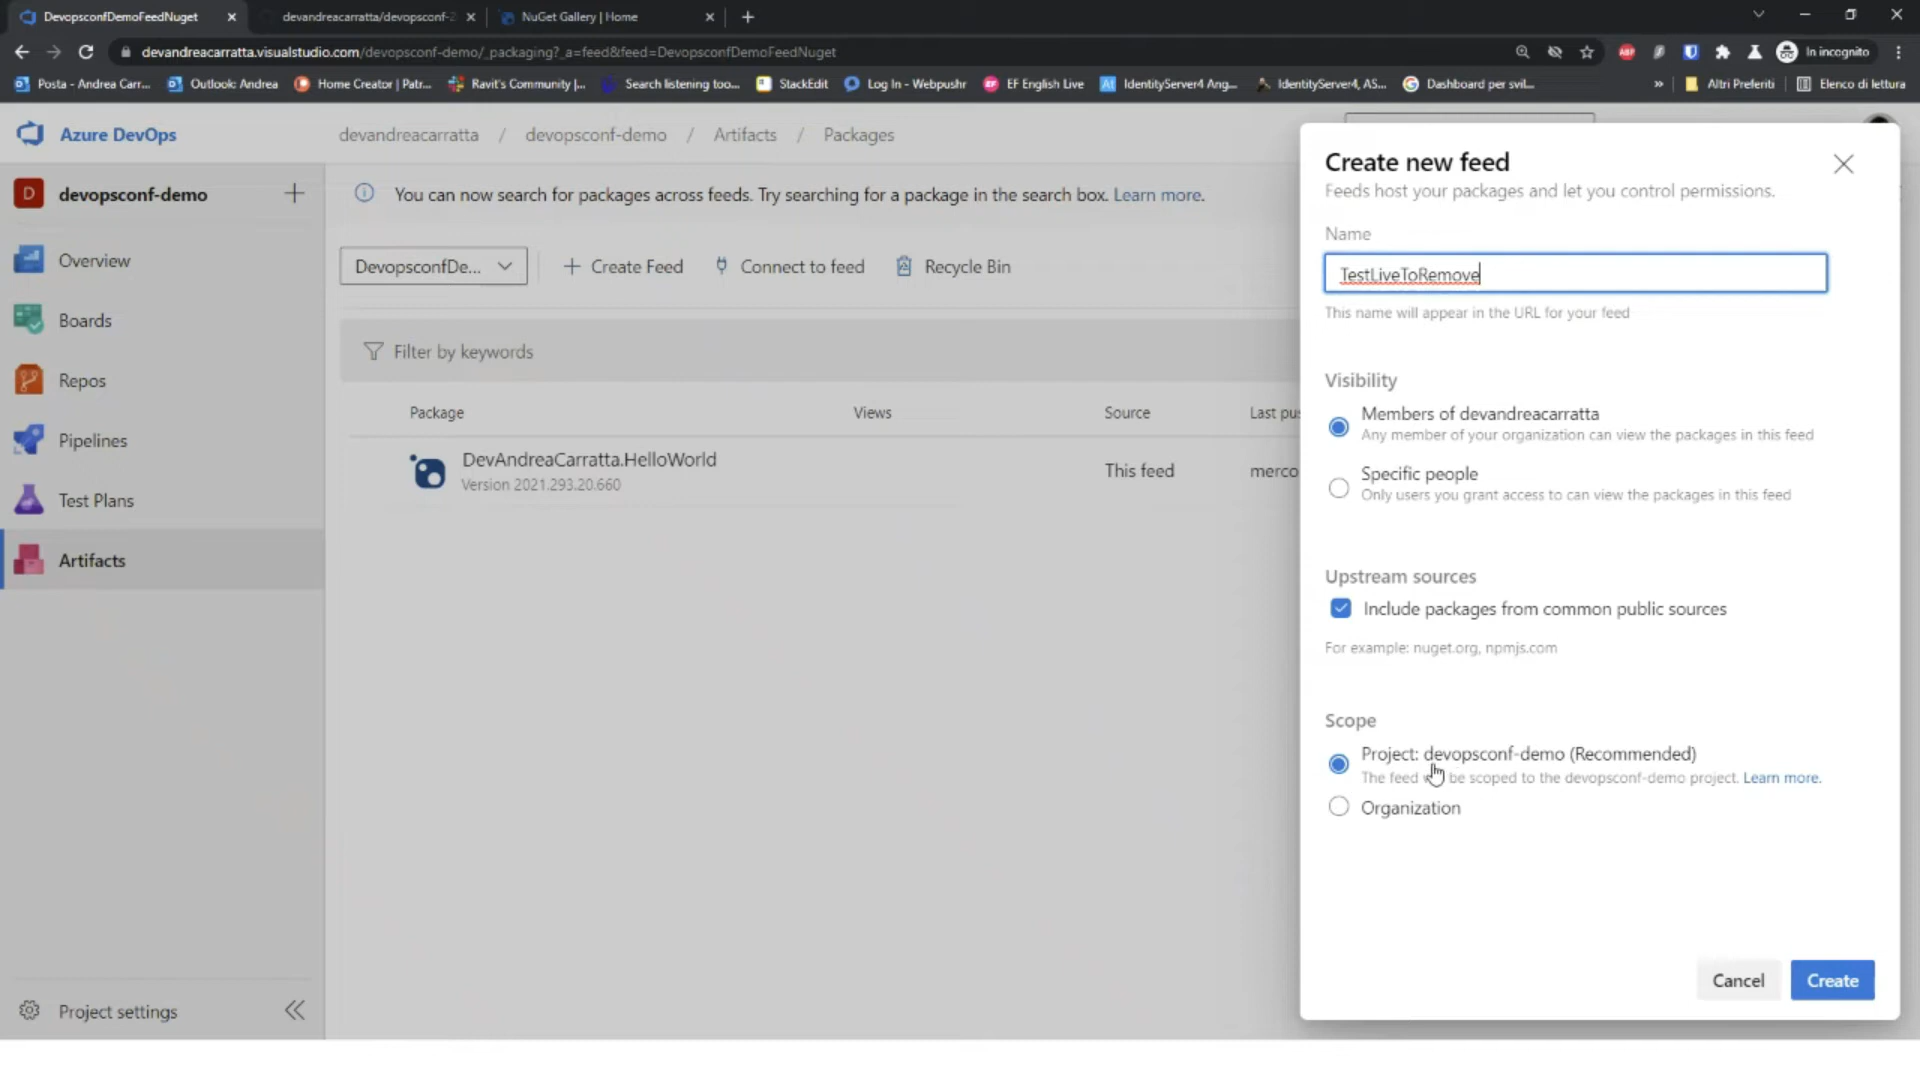 DevopsconfDemoFeedNuget
devandreacarratta/devopsconf-2
NuGet Gallery | Home
devandreacarratta.visualstudio.com/devopsconf-demo/_packaging?_a=feed&feed=DevopsconfDemoFeedNuget
ABP
In incognito
Posta - Andrea Carr...
Outlook: Andrea
Home Creator | Patr...
Ravit's Community |...
Search listening too...
StackEdit
Log In - Webpushr
EF English Live
IdentityServer4 Ang...
IdentityServer4, AS...
Dashboard per svil...
»
Altri Preferiti
Elenco di lettura
Azure DevOps
devandreacarratta / devopsconf-demo / Artifacts / Packages
D devopsconf-demo
Overview
Boards
Repos
Pipelines
Test Plans
Artifacts
Project settings
You can now search for packages across feeds. Try searching for a package in the search box. Learn more.
DevopsconfDe...
Create Feed
Connect to feed
Recycle Bin
Filter by keywords
Package Views Source Last pus
DevAndreaCarratta.HelloWorld
Version 2021.293.20.660
This feed
merco
Create new feed
Feeds host your packages and let you control permissions.
Name
TestLiveToRemove
This name will appear in the URL for your feed
Visibility
Members of devandreacarratta
Any member of your organization can view the packages in this feed
Specific people
Only users you grant access to can view the packages in this feed
Upstream sources
Include packages from common public sources
For example: nuget.org, npmjs.com
Scope
Project: devopsconf-demo (Recommended)
The feed be scoped to the devopsconf-demo project. Learn more.
Organization
Cancel
Create